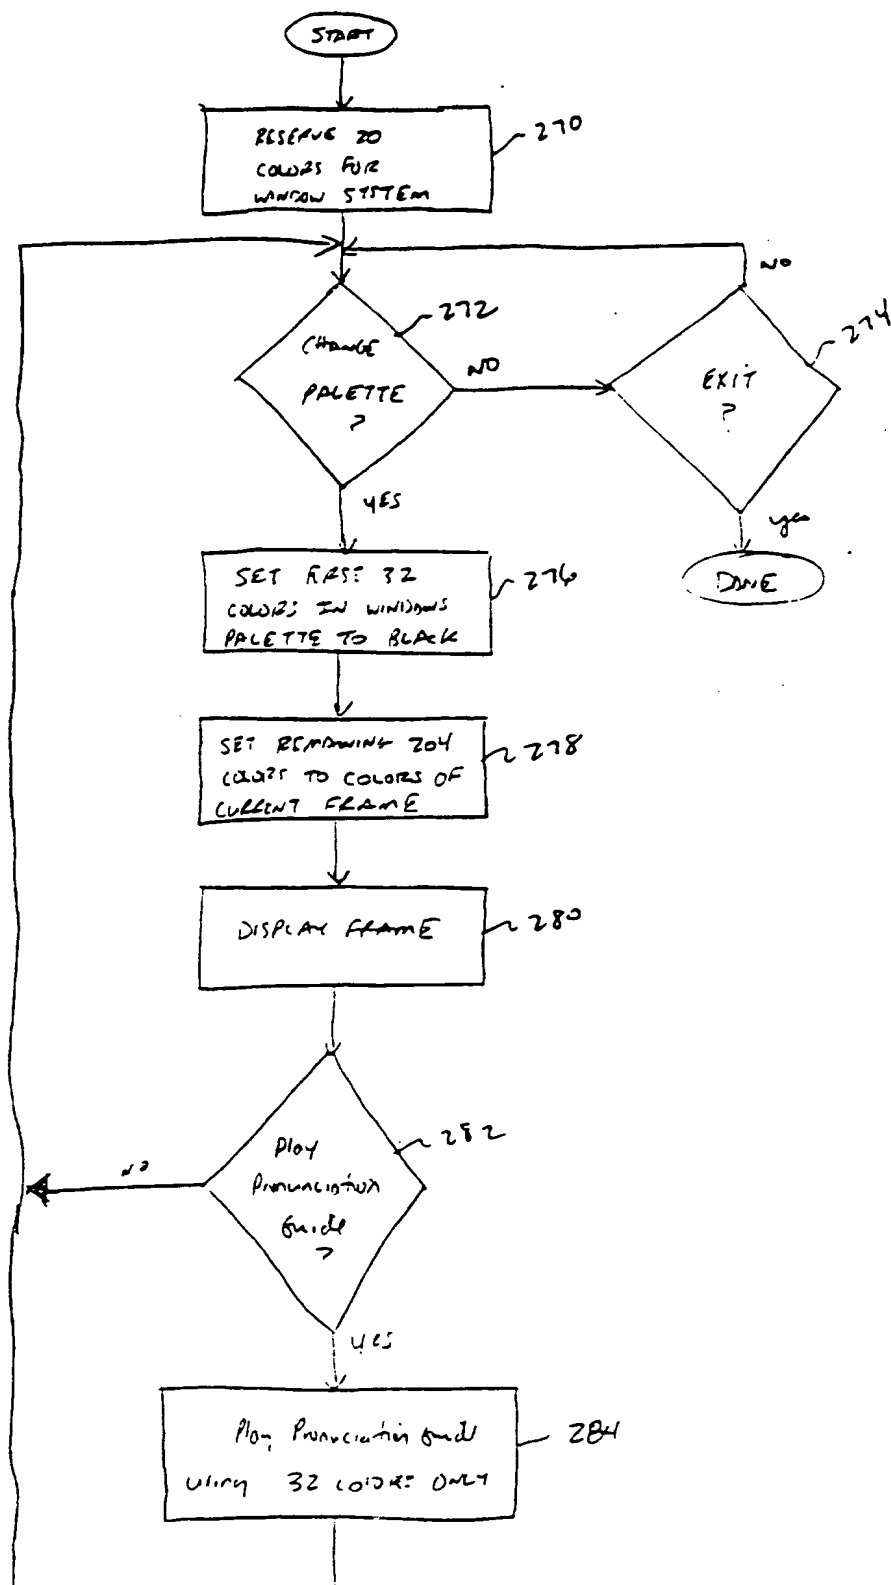 START
RESERVE 20
COLORS FOR
WINDOW SYSTEM
270
NO
CHANGE
PALETTE
?
272
NO
EXIT
?
274
YES
yes
DONE
SET FIRST 32
COLORS IN WINDOWS
PALETTE TO BLACK
276
SET REMAINING 204
COLORS TO COLORS OF
CURRENT FRAME
278
DISPLAY FRAME
280
Play
Pronunciation
Guide
?
282
NO
YES
Play Pronunciation Guide
using 32 COLORS ONLY
284